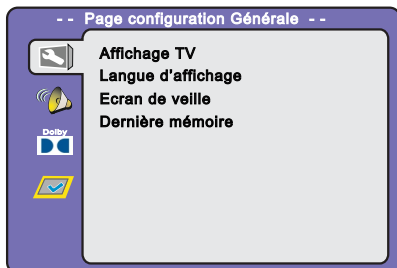 - -  Page configuration Générale  - -
Affichage TV
Langue d'affichage
Ecran de veille
Dernière mémoire
Dolby